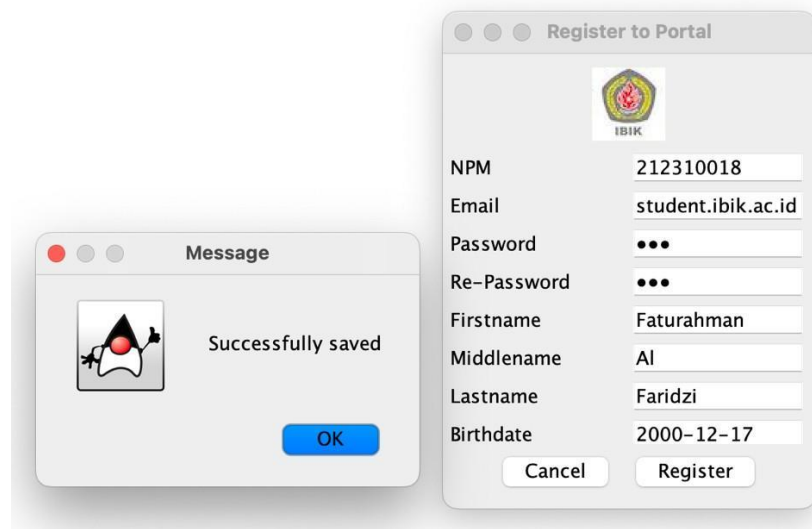 Message
Successfully saved
OK
Register to Portal
IBIK
NPM 212310018
Email student.ibik.ac.id
Password •••
Re-Password •••
Firstname Faturahman
Middlename Al
Lastname Faridzi
Birthdate 2000-12-17
Cancel Register